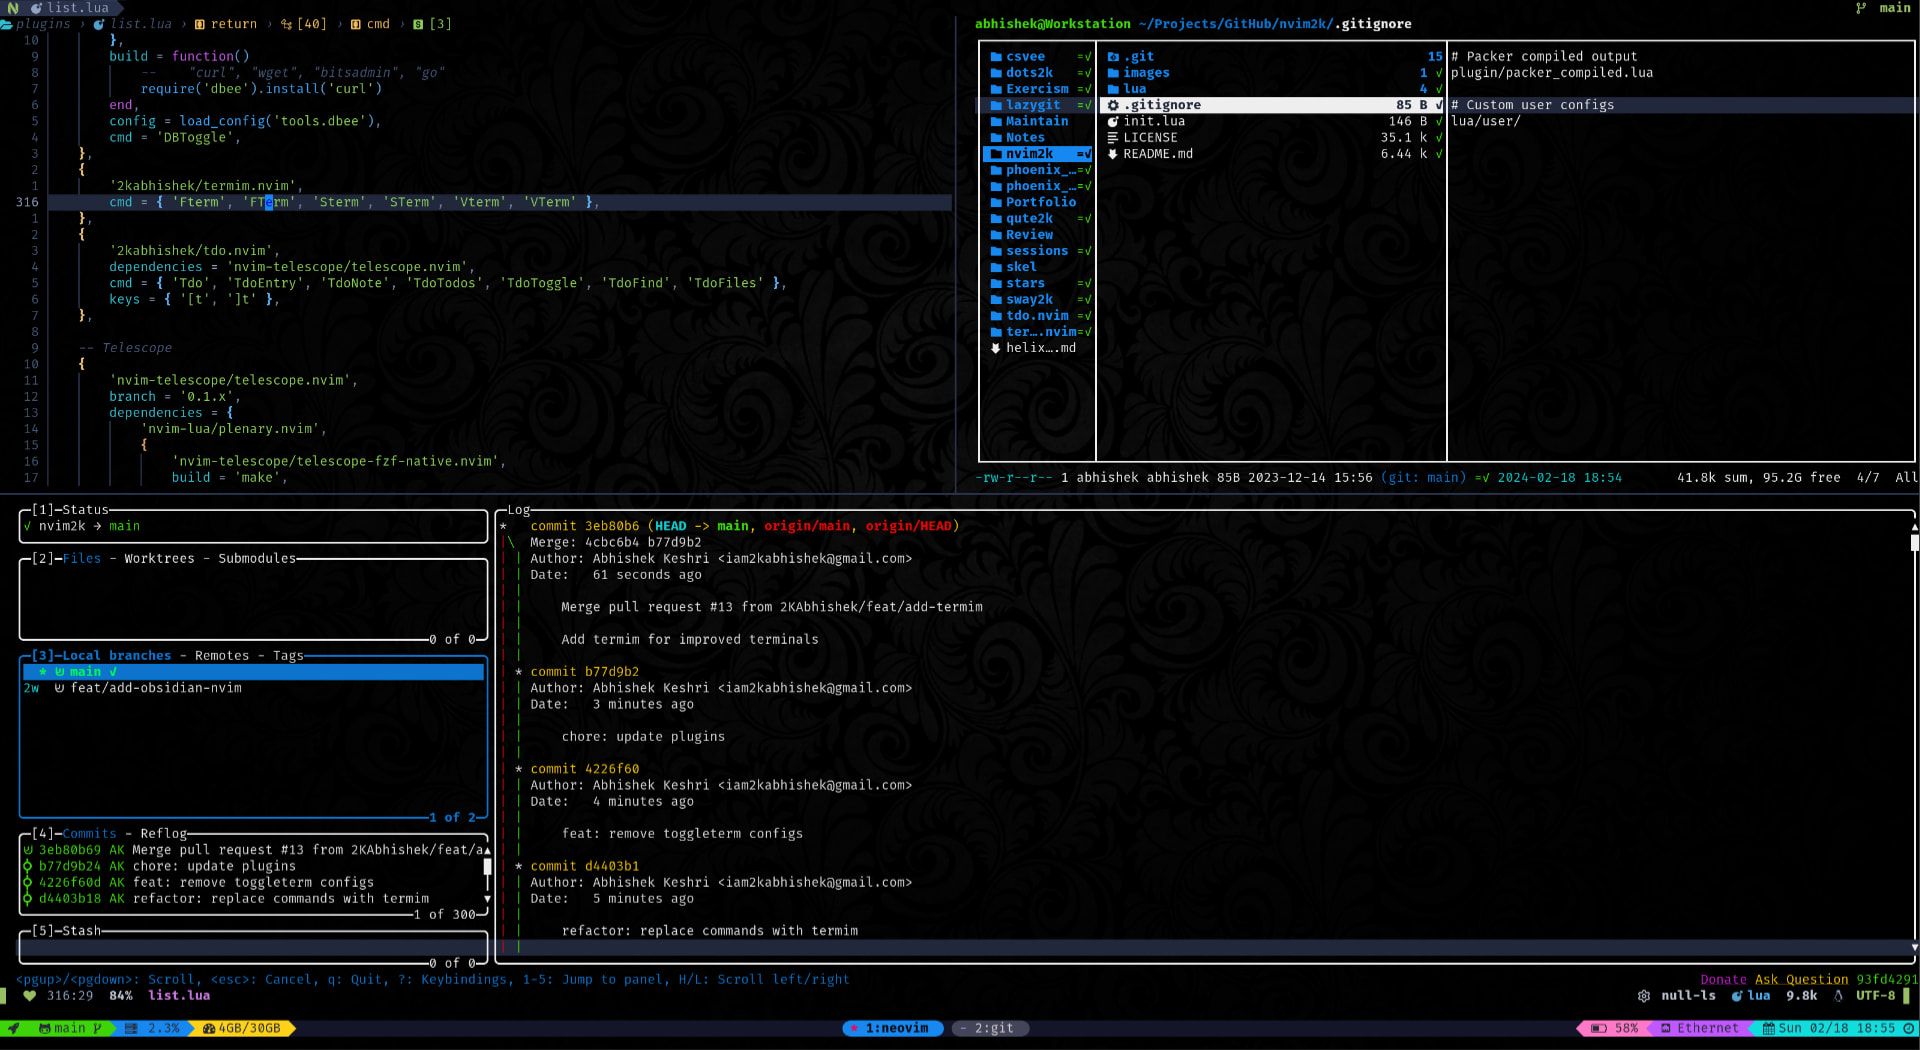 list.lua
main
plugins › list.lua › return › [40] › cmd › [3]
10 },
9 build = function()
8 -- "curl", "wget", "bitsadmin", "go"
7 require('dbee').install('curl')
6 end,
5 config = load_config('tools.dbee'),
4 cmd = 'DBToggle',
3 },
2 {
1 '2kabhishek/termim.nvim',
316 cmd = { 'Fterm', 'FTerm', 'Sterm', 'STerm', 'Vterm', 'VTerm' },
1 },
2 {
3 '2kabhishek/tdo.nvim',
4 dependencies = 'nvim-telescope/telescope.nvim',
5 cmd = { 'Tdo', 'TdoEntry', 'TdoNote', 'TdoTodos', 'TdoToggle', 'TdoFind', 'TdoFiles' },
6 keys = { '[t', ']t' },
7 },
8
9 -- Telescope
10 {
11 'nvim-telescope/telescope.nvim',
12 branch = '0.1.x',
13 dependencies = {
14 'nvim-lua/plenary.nvim',
15 {
16 'nvim-telescope/telescope-fzf-native.nvim',
17 build = 'make',
abhishek@Workstation ~/Projects/GitHub/nvim2k/.gitignore
csvee =√
dots2k =√
Exercism =√
lazygit =√
Maintain
Notes
nvim2k =√
phoenix_…=√
phoenix_…=√
Portfolio
qute2k =√
Review
sessions =√
skel
stars =√
sway2k =√
tdo.nvim =√
ter….nvim=√
helix….md
.git 15
images 1 √
lua 4 √
.gitignore 85 B √
init.lua 146 B √
LICENSE 35.1 k √
README.md 6.44 k √
# Packer compiled output
plugin/packer_compiled.lua
# Custom user configs
lua/user/
-rw-r--r-- 1 abhishek abhishek 85B 2023-12-14 15:56 (git: main) =√ 2024-02-18 18:54 41.8k sum, 95.2G free 4/7 All
[1]-Status
√ nvim2k → main
[2]-Files - Worktrees - Submodules
0 of 0
[3]-Local branches - Remotes - Tags
* main √
2w feat/add-obsidian-nvim
1 of 2
[4]-Commits - Reflog
3eb80b69 AK Merge pull request #13 from 2KAbhishek/feat/a
b77d9b24 AK chore: update plugins
4226f60d AK feat: remove toggleterm configs
d4403b18 AK refactor: replace commands with termim
1 of 300
[5]-Stash
0 of 0
Log
* commit 3eb80b6 (HEAD -> main, origin/main, origin/HEAD)
|\ Merge: 4cbc6b4 b77d9b2
| | Author: Abhishek Keshri <iam2kabhishek@gmail.com>
| | Date: 61 seconds ago
| | Merge pull request #13 from 2KAbhishek/feat/add-termim
| | Add termim for improved terminals
| * commit b77d9b2
| | Author: Abhishek Keshri <iam2kabhishek@gmail.com>
| | Date: 3 minutes ago
| | chore: update plugins
| * commit 4226f60
| | Author: Abhishek Keshri <iam2kabhishek@gmail.com>
| | Date: 4 minutes ago
| | feat: remove toggleterm configs
| * commit d4403b1
| | Author: Abhishek Keshri <iam2kabhishek@gmail.com>
| | Date: 5 minutes ago
| | refactor: replace commands with termim
<pgup>/<pgdown>: Scroll, <esc>: Cancel, q: Quit, ?: Keybindings, 1-5: Jump to panel, H/L: Scroll left/right
Donate Ask Question 93fd4291
316:29 84% list.lua
null-ls lua 9.8k UTF-8
main 2.3% 4GB/30GB
* 1:neovim - 2:git
58% Ethernet Sun 02/18 18:55